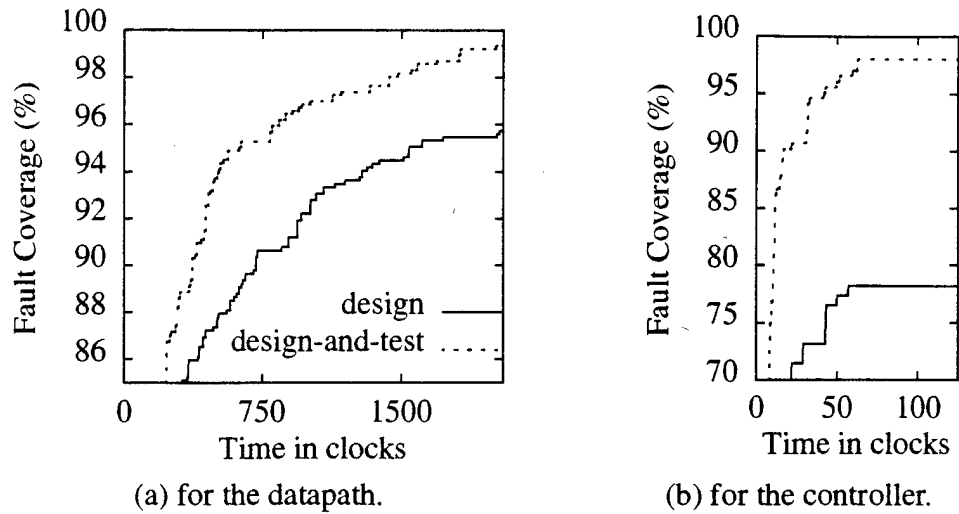 100
98
96
94
92
90
88
86
Fault Coverage (%)
design
design-and-test
0 750 1500
Time in clocks
(a) for the datapath.
100
95
90
85
80
75
70
Fault Coverage (%)
0 50 100
Time in clocks
(b) for the controller.